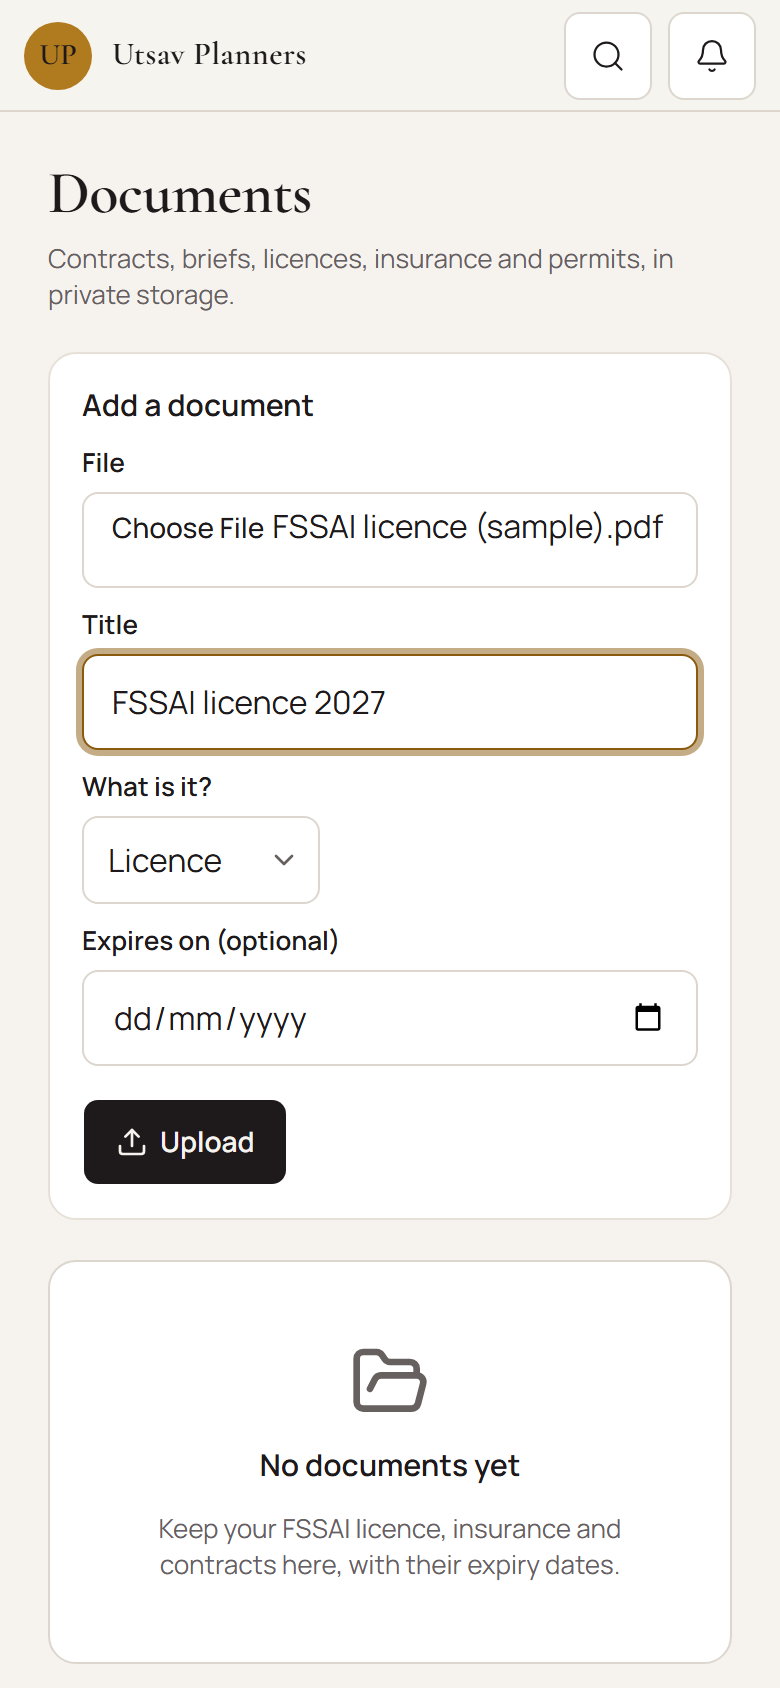 UP Utsav Planners
Documents
Contracts, briefs, licences, insurance and permits, in
private storage.
Add a document
File
Choose File FSSAI licence (sample).pdf
Title
FSSAI licence 2027
What is it?
Licence
Expires on (optional)
dd/mm/yyyy
Upload
No documents yet
Keep your FSSAI licence, insurance and
contracts here, with their expiry dates.